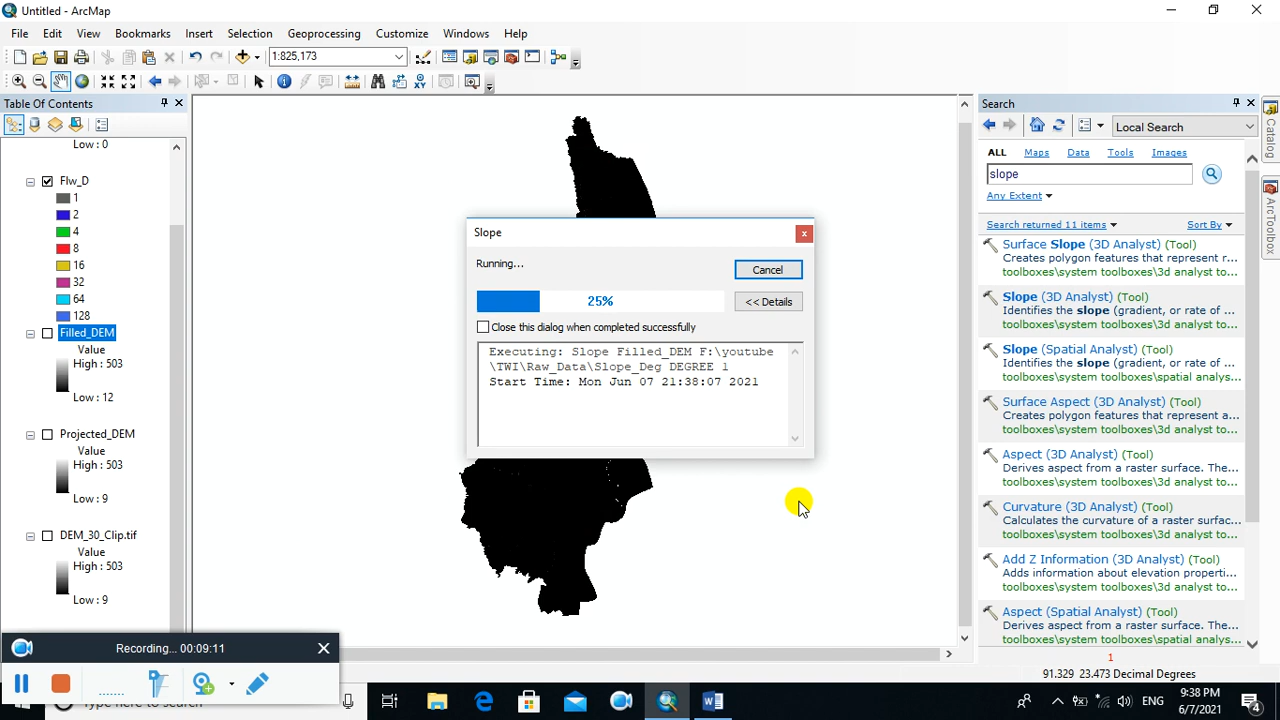 Untitled - ArcMap
File Edit View Bookmarks Insert Selection Geoprocessing Customize Windows Help
1:825,173
Table Of Contents
Low : 0
Flw_D
1
2
4
8
16
32
64
128
Filled_DEM
Value
High : 503
Low : 12
Projected_DEM
Value
High : 503
Low : 9
DEM_30_Clip.tif
Value
High : 503
Low : 9
Slope
Running...
Cancel
25%
<< Details
Close this dialog when completed successfully
Executing: Slope Filled_DEM F:\youtube
\TWI\Raw_Data\Slope_Deg DEGREE 1
Start Time: Mon Jun 07 21:38:07 2021
Search
Local Search
ALL Maps Data Tools Images
slope
Any Extent
Search returned 11 items Sort By
Surface Slope (3D Analyst) (Tool)
Creates polygon features that represent r...
toolboxes\system toolboxes\3d analyst to...
Slope (3D Analyst) (Tool)
Identifies the slope (gradient, or rate of ...
toolboxes\system toolboxes\3d analyst to...
Slope (Spatial Analyst) (Tool)
Identifies the slope (gradient, or rate of ...
toolboxes\system toolboxes\spatial analys...
Surface Aspect (3D Analyst) (Tool)
Creates polygon features that represent a...
toolboxes\system toolboxes\3d analyst to...
Aspect (3D Analyst) (Tool)
Derives aspect from a raster surface. The...
toolboxes\system toolboxes\3d analyst to...
Curvature (3D Analyst) (Tool)
Calculates the curvature of a raster surfac...
toolboxes\system toolboxes\3d analyst to...
Add Z Information (3D Analyst) (Tool)
Adds information about elevation properti...
toolboxes\system toolboxes\3d analyst to...
Aspect (Spatial Analyst) (Tool)
Derives aspect from a raster surface. The...
toolboxes\system toolboxes\spatial analys...
1
Catalog
ArcToolbox
91.329 23.473 Decimal Degrees
Recording... 00:09:11
Type here to search
ENG
9:38 PM
6/7/2021
4